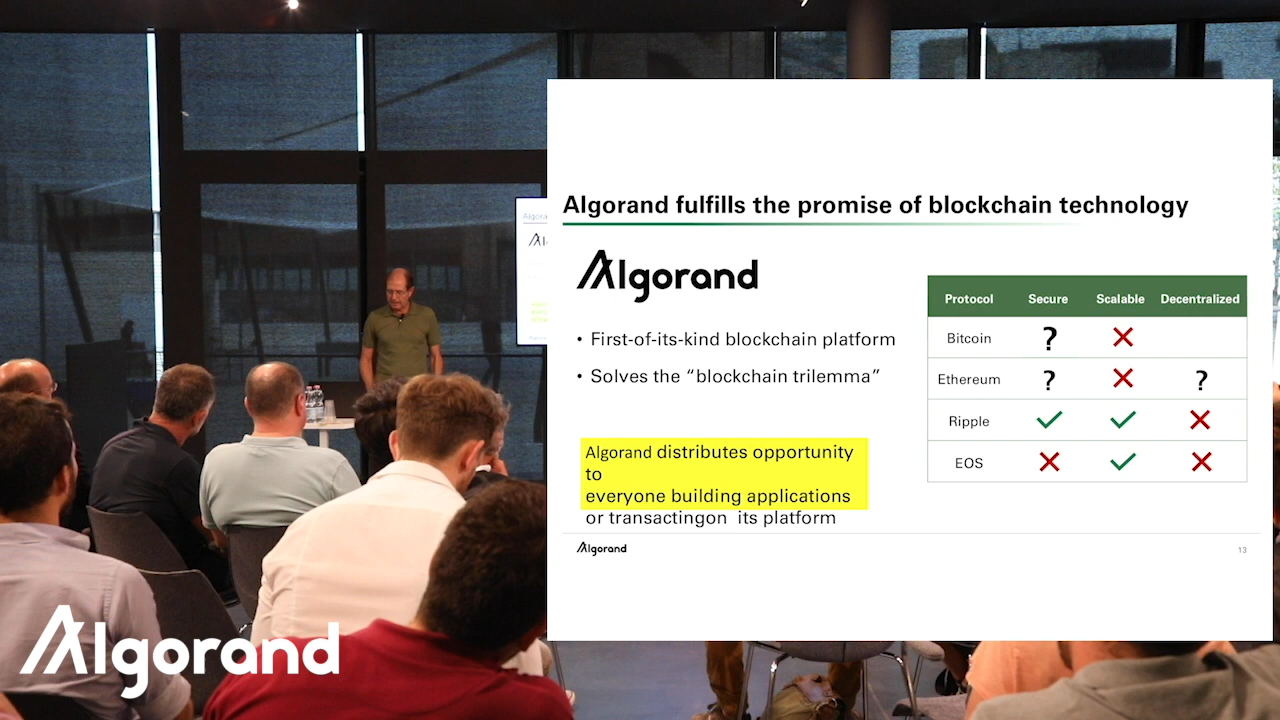 Algorand fulfills the promise of blockchain technology
Algorand
• First-of-its-kind blockchain platform
• Solves the “blockchain trilemma”
Algorand distributes opportunity
to
everyone building applications
or transactingon its platform
Protocol Secure Scalable Decentralized
Bitcoin ? ✗
Ethereum ? ✗ ?
Ripple ✓ ✓ ✗
EOS ✗ ✓ ✗
Algorand
13
Algorand